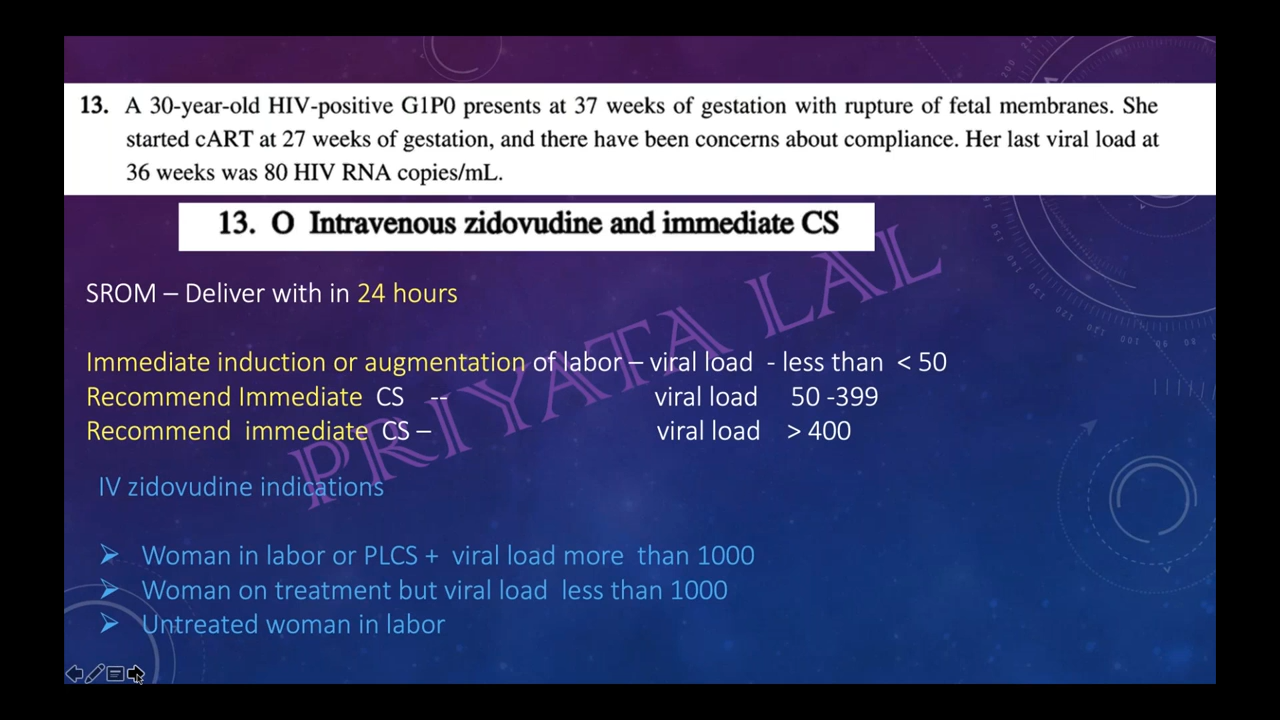 13. A 30-year-old HIV-positive G1P0 presents at 37 weeks of gestation with rupture of fetal membranes. She
started cART at 27 weeks of gestation, and there have been concerns about compliance. Her last viral load at
36 weeks was 80 HIV RNA copies/mL.
13. O Intravenous zidovudine and immediate CS
SROM – Deliver with in 24 hours
Immediate induction or augmentation of labor – viral load - less than < 50
Recommend Immediate CS -- viral load 50 -399
Recommend immediate CS – viral load > 400
PRIYATA LAL
IV zidovudine indications
➤ Woman in labor or PLCS + viral load more than 1000
➤ Woman on treatment but viral load less than 1000
➤ Untreated woman in labor